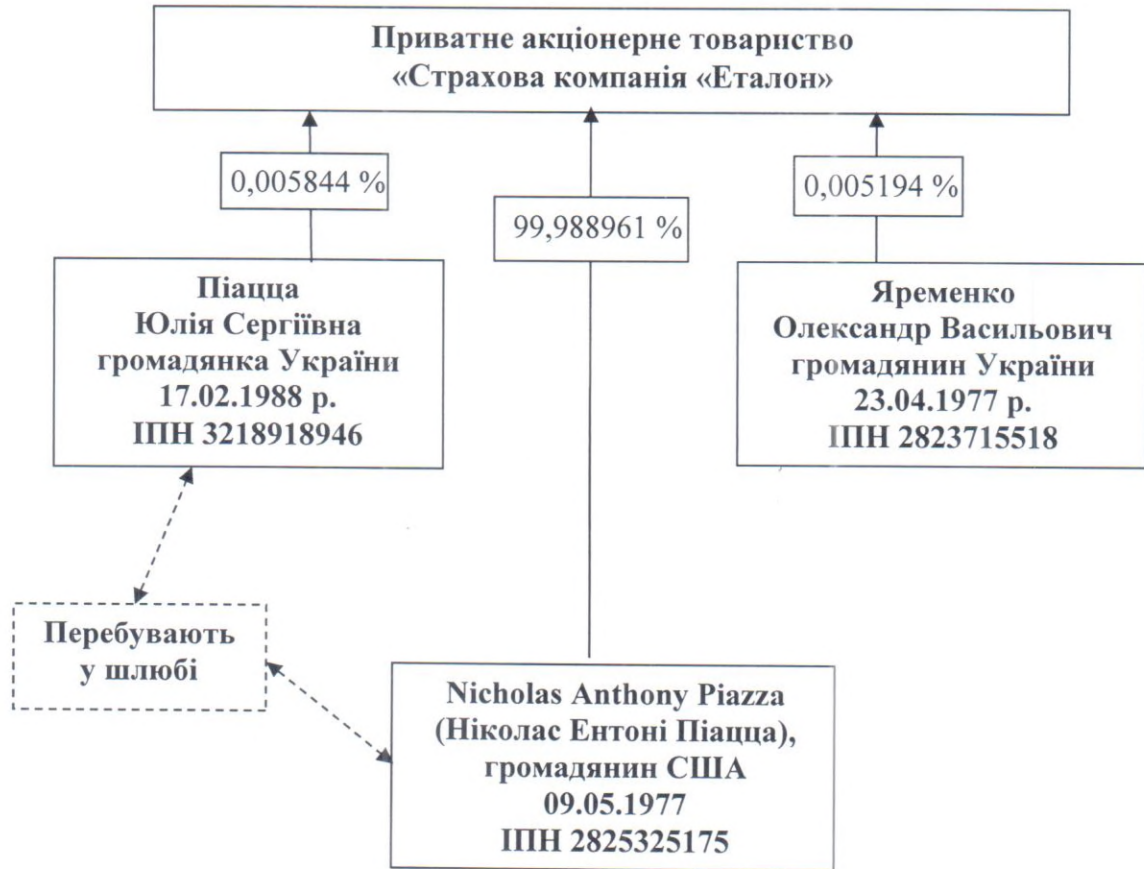 Приватне акціонерне товариство
«Страхова компанія «Еталон»
0,005844 %
99,988961 %
0,005194 %
Піацца
Юлія Сергіївна
громадянка України
17.02.1988 р.
ІПН 3218918946
Яременко
Олександр Васильович
громадянин України
23.04.1977 р.
ІПН 2823715518
Перебувають
у шлюбі
Nicholas Anthony Piazza
(Ніколас Ентоні Піацца),
громадянин США
09.05.1977
ІПН 2825325175